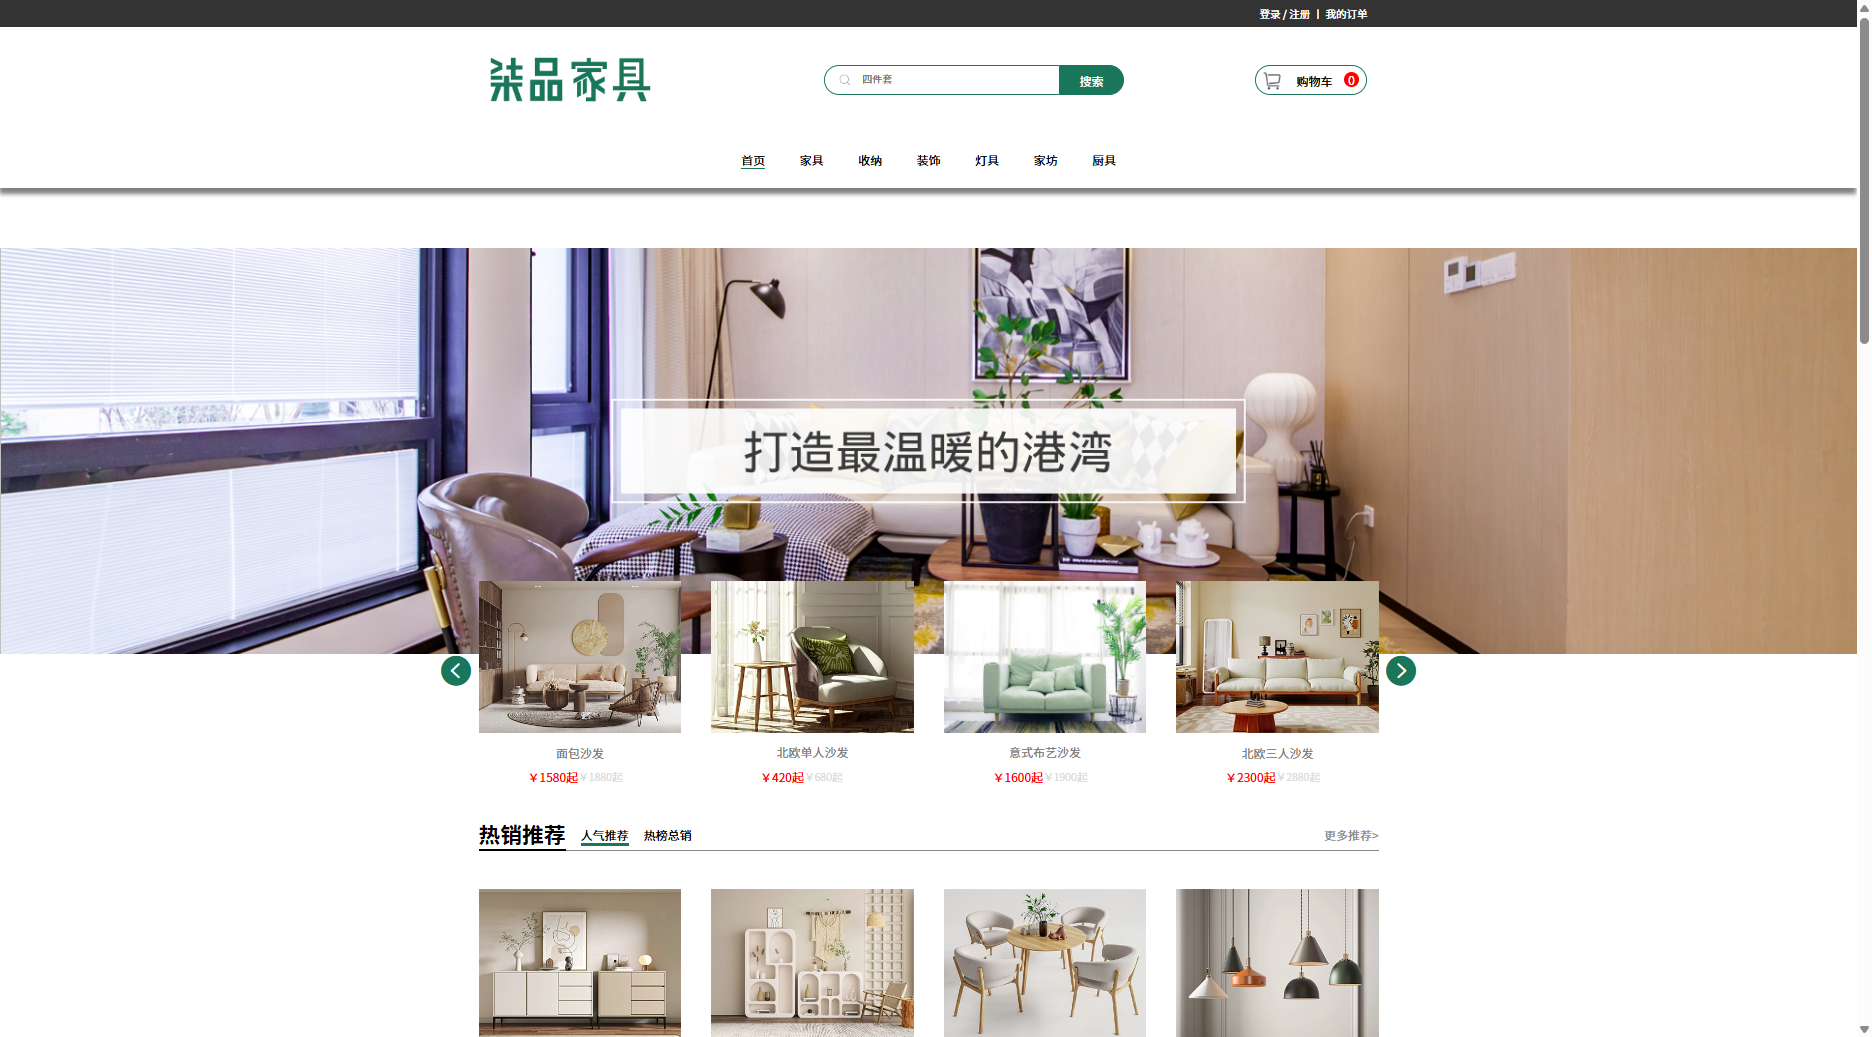 登录 / 注册 | 我的订单
柒品家具
四件套
搜索
购物车 0
首页 家具 收纳 装饰 灯具 家坊 厨具
打造最温暖的港湾
面包沙发
￥1580起￥1880起
北欧单人沙发
￥420起￥680起
意式布艺沙发
￥1600起￥1900起
北欧三人沙发
￥2300起￥2880起
热销推荐 人气推荐 热榜总销 更多推荐>